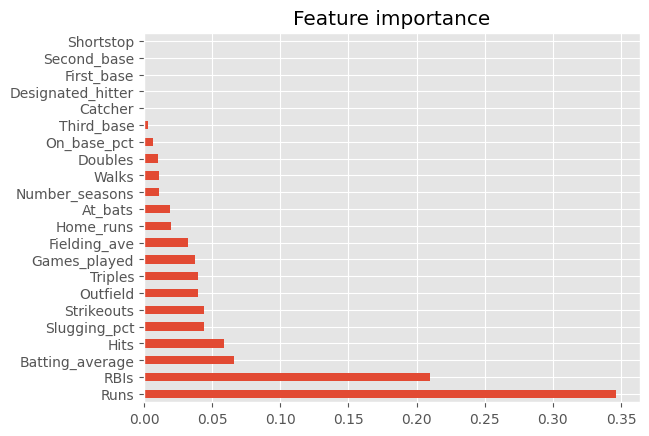 Feature importance
Shortstop
Second_base
First_base
Designated_hitter
Catcher
Third_base
On_base_pct
Doubles
Walks
Number_seasons
At_bats
Home_runs
Fielding_ave
Games_played
Triples
Outfield
Strikeouts
Slugging_pct
Hits
Batting_average
RBIs
Runs
0.00 0.05 0.10 0.15 0.20 0.25 0.30 0.35